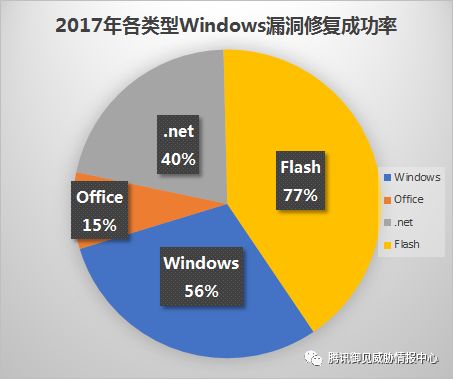 2017年各类型Windows漏洞修复成功率
.net
40%
Flash
77%
Office
15%
Windows
56%
Windows
Office
.net
Flash
腾讯御见威胁情报中心